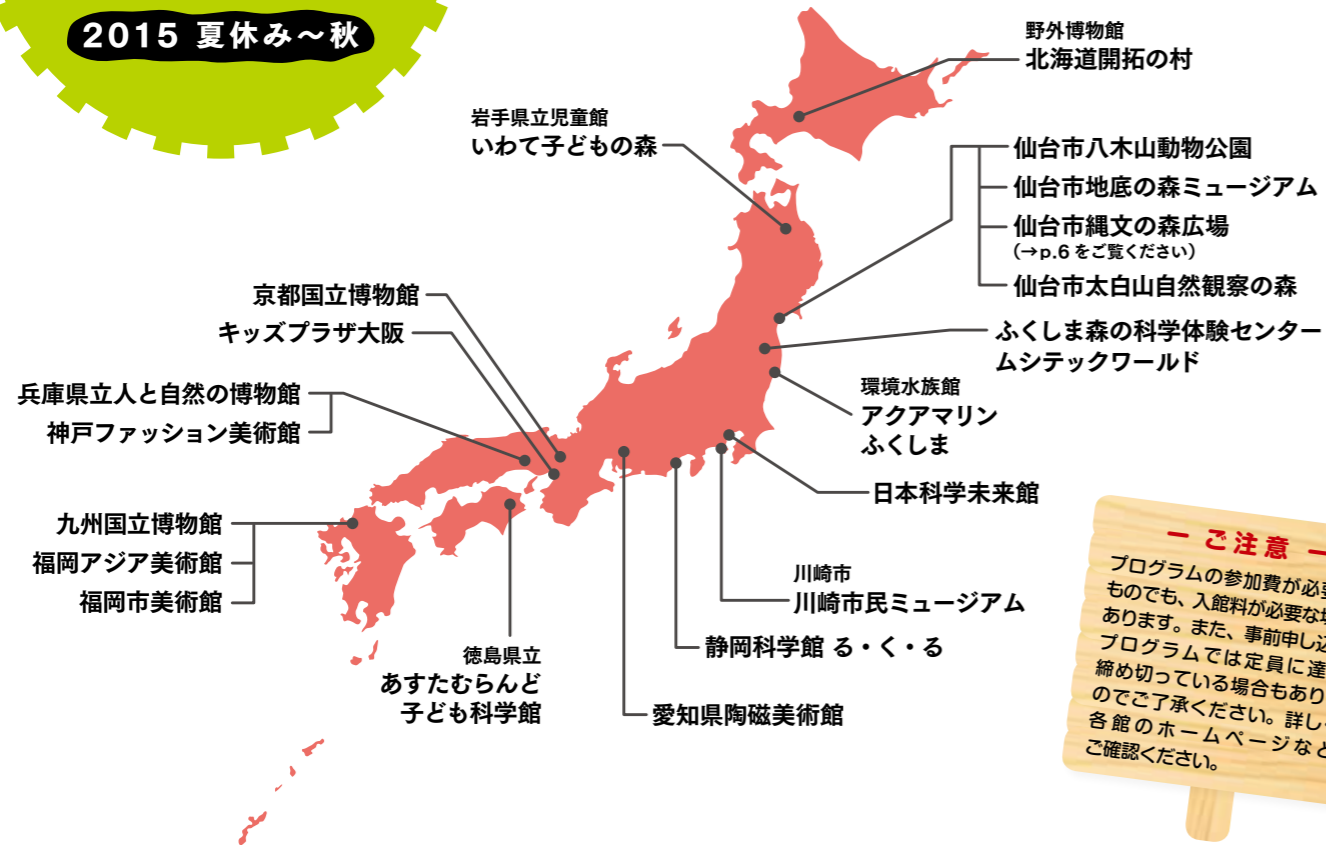 2015 夏休み～秋
野外博物館
北海道開拓の村
岩手県立児童館
いわて子どもの森
仙台市八木山動物公園
仙台市地底の森ミュージアム
仙台市縄文の森広場
（→p.6 をご覧ください）
仙台市太白山自然観察の森
京都国立博物館
キッズプラザ大阪
ふくしま森の科学体験センター
ムシテックワールド
兵庫県立人と自然の博物館
神戸ファッション美術館
環境水族館
アクアマリン
ふくしま
日本科学未来館
九州国立博物館
福岡アジア美術館
福岡市美術館
川崎市
川崎市民ミュージアム
静岡科学館 る・く・る
徳島県立
あすたむらんど
子ども科学館
愛知県陶磁美術館
ー ご注意 ー
プログラムの参加費が必
ものでも、入館料が必要な
あります。また、事前申し
プログラムでは定員に達
締め切っている場合もあり
のでご了承ください。詳し
各館のホームページなど
ご確認ください。